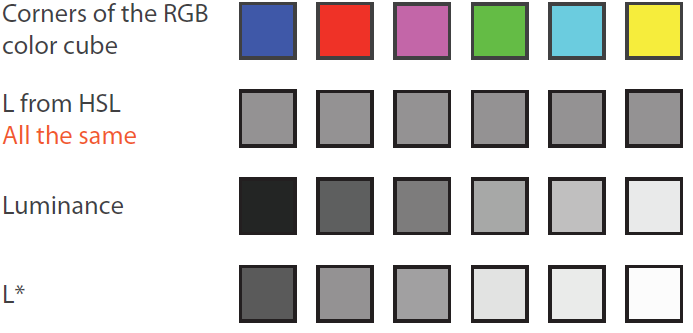 Corners of the RGB
color cube
L from HSL
All the same
Luminance
L*